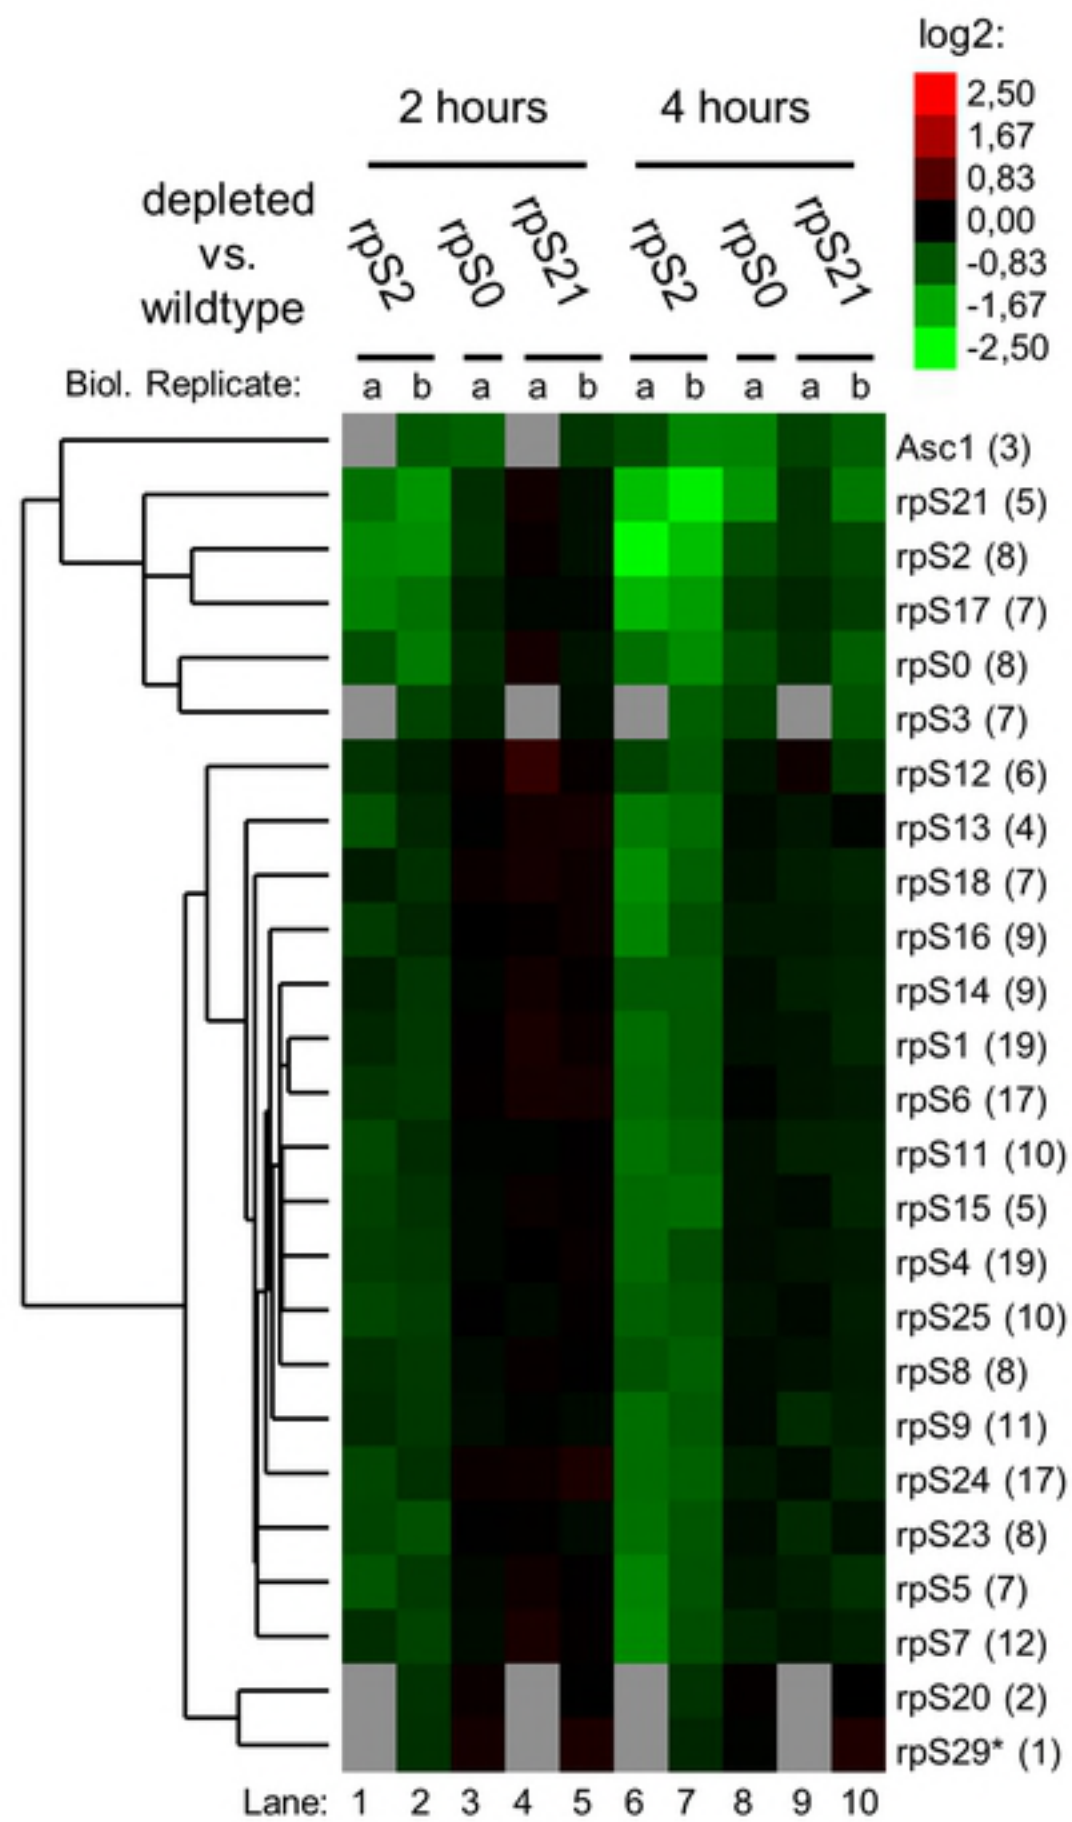 log2:
2,50
1,67
0,83
0,00
-0,83
-1,67
-2,50
2 hours
4 hours
depleted
vs.
wildtype
rpS2
rpS0
rpS21
rpS2
rpS0
rpS21
Biol. Replicate: a b a a b a b a a b
Asc1 (3)
rpS21 (5)
rpS2 (8)
rpS17 (7)
rpS0 (8)
rpS3 (7)
rpS12 (6)
rpS13 (4)
rpS18 (7)
rpS16 (9)
rpS14 (9)
rpS1 (19)
rpS6 (17)
rpS11 (10)
rpS15 (5)
rpS4 (19)
rpS25 (10)
rpS8 (8)
rpS9 (11)
rpS24 (17)
rpS23 (8)
rpS5 (7)
rpS7 (12)
rpS20 (2)
rpS29* (1)
Lane: 1 2 3 4 5 6 7 8 9 10